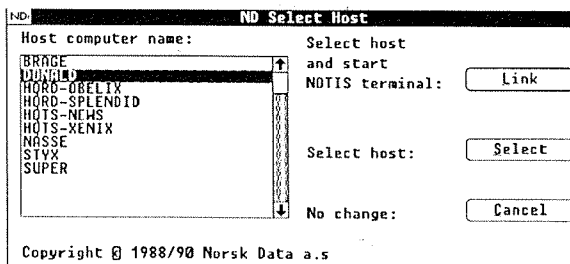 ND
ND Select Host
Host computer name:
BRAGE
DONALD
HORD-OBELIX
HORD-SPLENDID
HOTS-NEWS
HOTS-XENIX
NASSE
STYX
SUPER
Select host
and start
NOTIS terminal:
Link
Select host:
Select
No change:
Cancel
Copyright © 1988/90 Norsk Data a.s